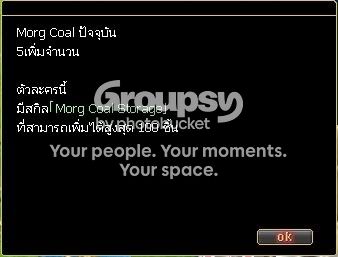 Morg Coal ปัจจุบัน
5เพิ่มจำนวน
ตัวละครนี้
มีสกิล「Morg Coal Storage」
ที่สามารถเพิ่มได้สูงสุด 100 ชิ้น
Groupsy
by photobucket
Your people. Your moments.
Your space.
ok